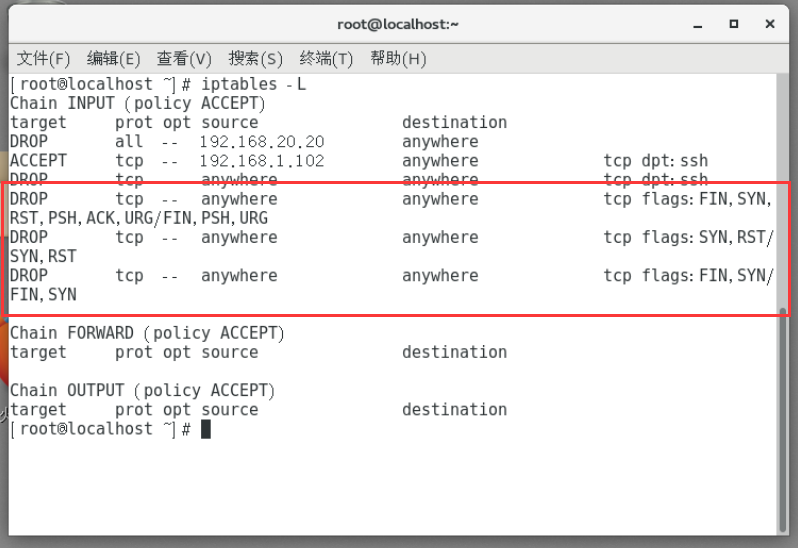 root@localhost:~
文件(F) 编辑(E) 查看(V) 搜索(S) 终端(T) 帮助(H)
[root@localhost ~]# iptables -L
Chain INPUT (policy ACCEPT)
target     prot opt source               destination
DROP       all  --  192.168.20.20        anywhere
ACCEPT     tcp  --  192.168.1.102        anywhere             tcp dpt:ssh
DROP       tcp  --  anywhere             anywhere             tcp dpt:ssh
DROP       tcp  --  anywhere             anywhere             tcp flags:FIN,SYN,
RST,PSH,ACK,URG/FIN,PSH,URG
DROP       tcp  --  anywhere             anywhere             tcp flags:SYN,RST/
SYN,RST
DROP       tcp  --  anywhere             anywhere             tcp flags:FIN,SYN/
FIN,SYN
Chain FORWARD (policy ACCEPT)
target     prot opt source               destination
Chain OUTPUT (policy ACCEPT)
target     prot opt source               destination
[root@localhost ~]#